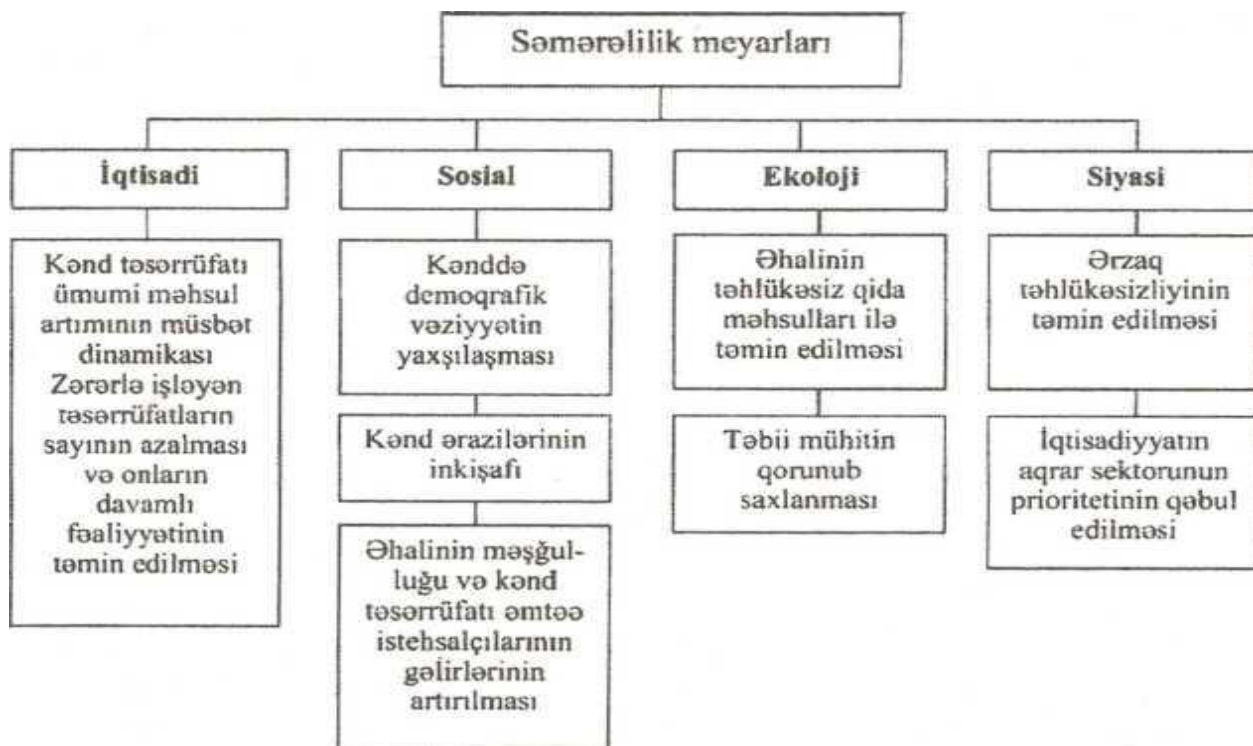 Səmərəlilik meyarları
İqtisadi
Sosial
Ekoloji
Siyasi
Kənd təsərrüfatı
ümumi məhsul
artımının müsbət
dinamikası
Zərərlə işləyən
təsərrüfatların
sayının azalması
və onların
davamlı
fəaliyyətinin
təmin edilməsi
Kənddə
demoqrafik
vəziyyətin
yaxşılaşması
Kənd ərazilərinin
inkişafı
Əhalinin məşğul-
luğu və kənd
təsərrüfatı əmtəə
istehsalçılarının
gəlirlərinin
artırılması
Əhalinin
təhlükəsiz qida
məhsulları ilə
təmin edilməsi
Təbii mühitin
qorunub
saxlanması
Ərzaq
təhlükəsizliyinin
təmin edilməsi
İqtisadiyyatın
aqrar sektorunun
prioritetinin qəbul
edilməsi